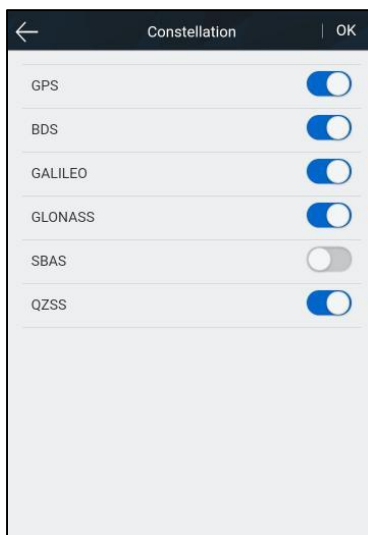 Constellation | OK
GPS
BDS
GALILEO
GLONASS
SBAS
QZSS